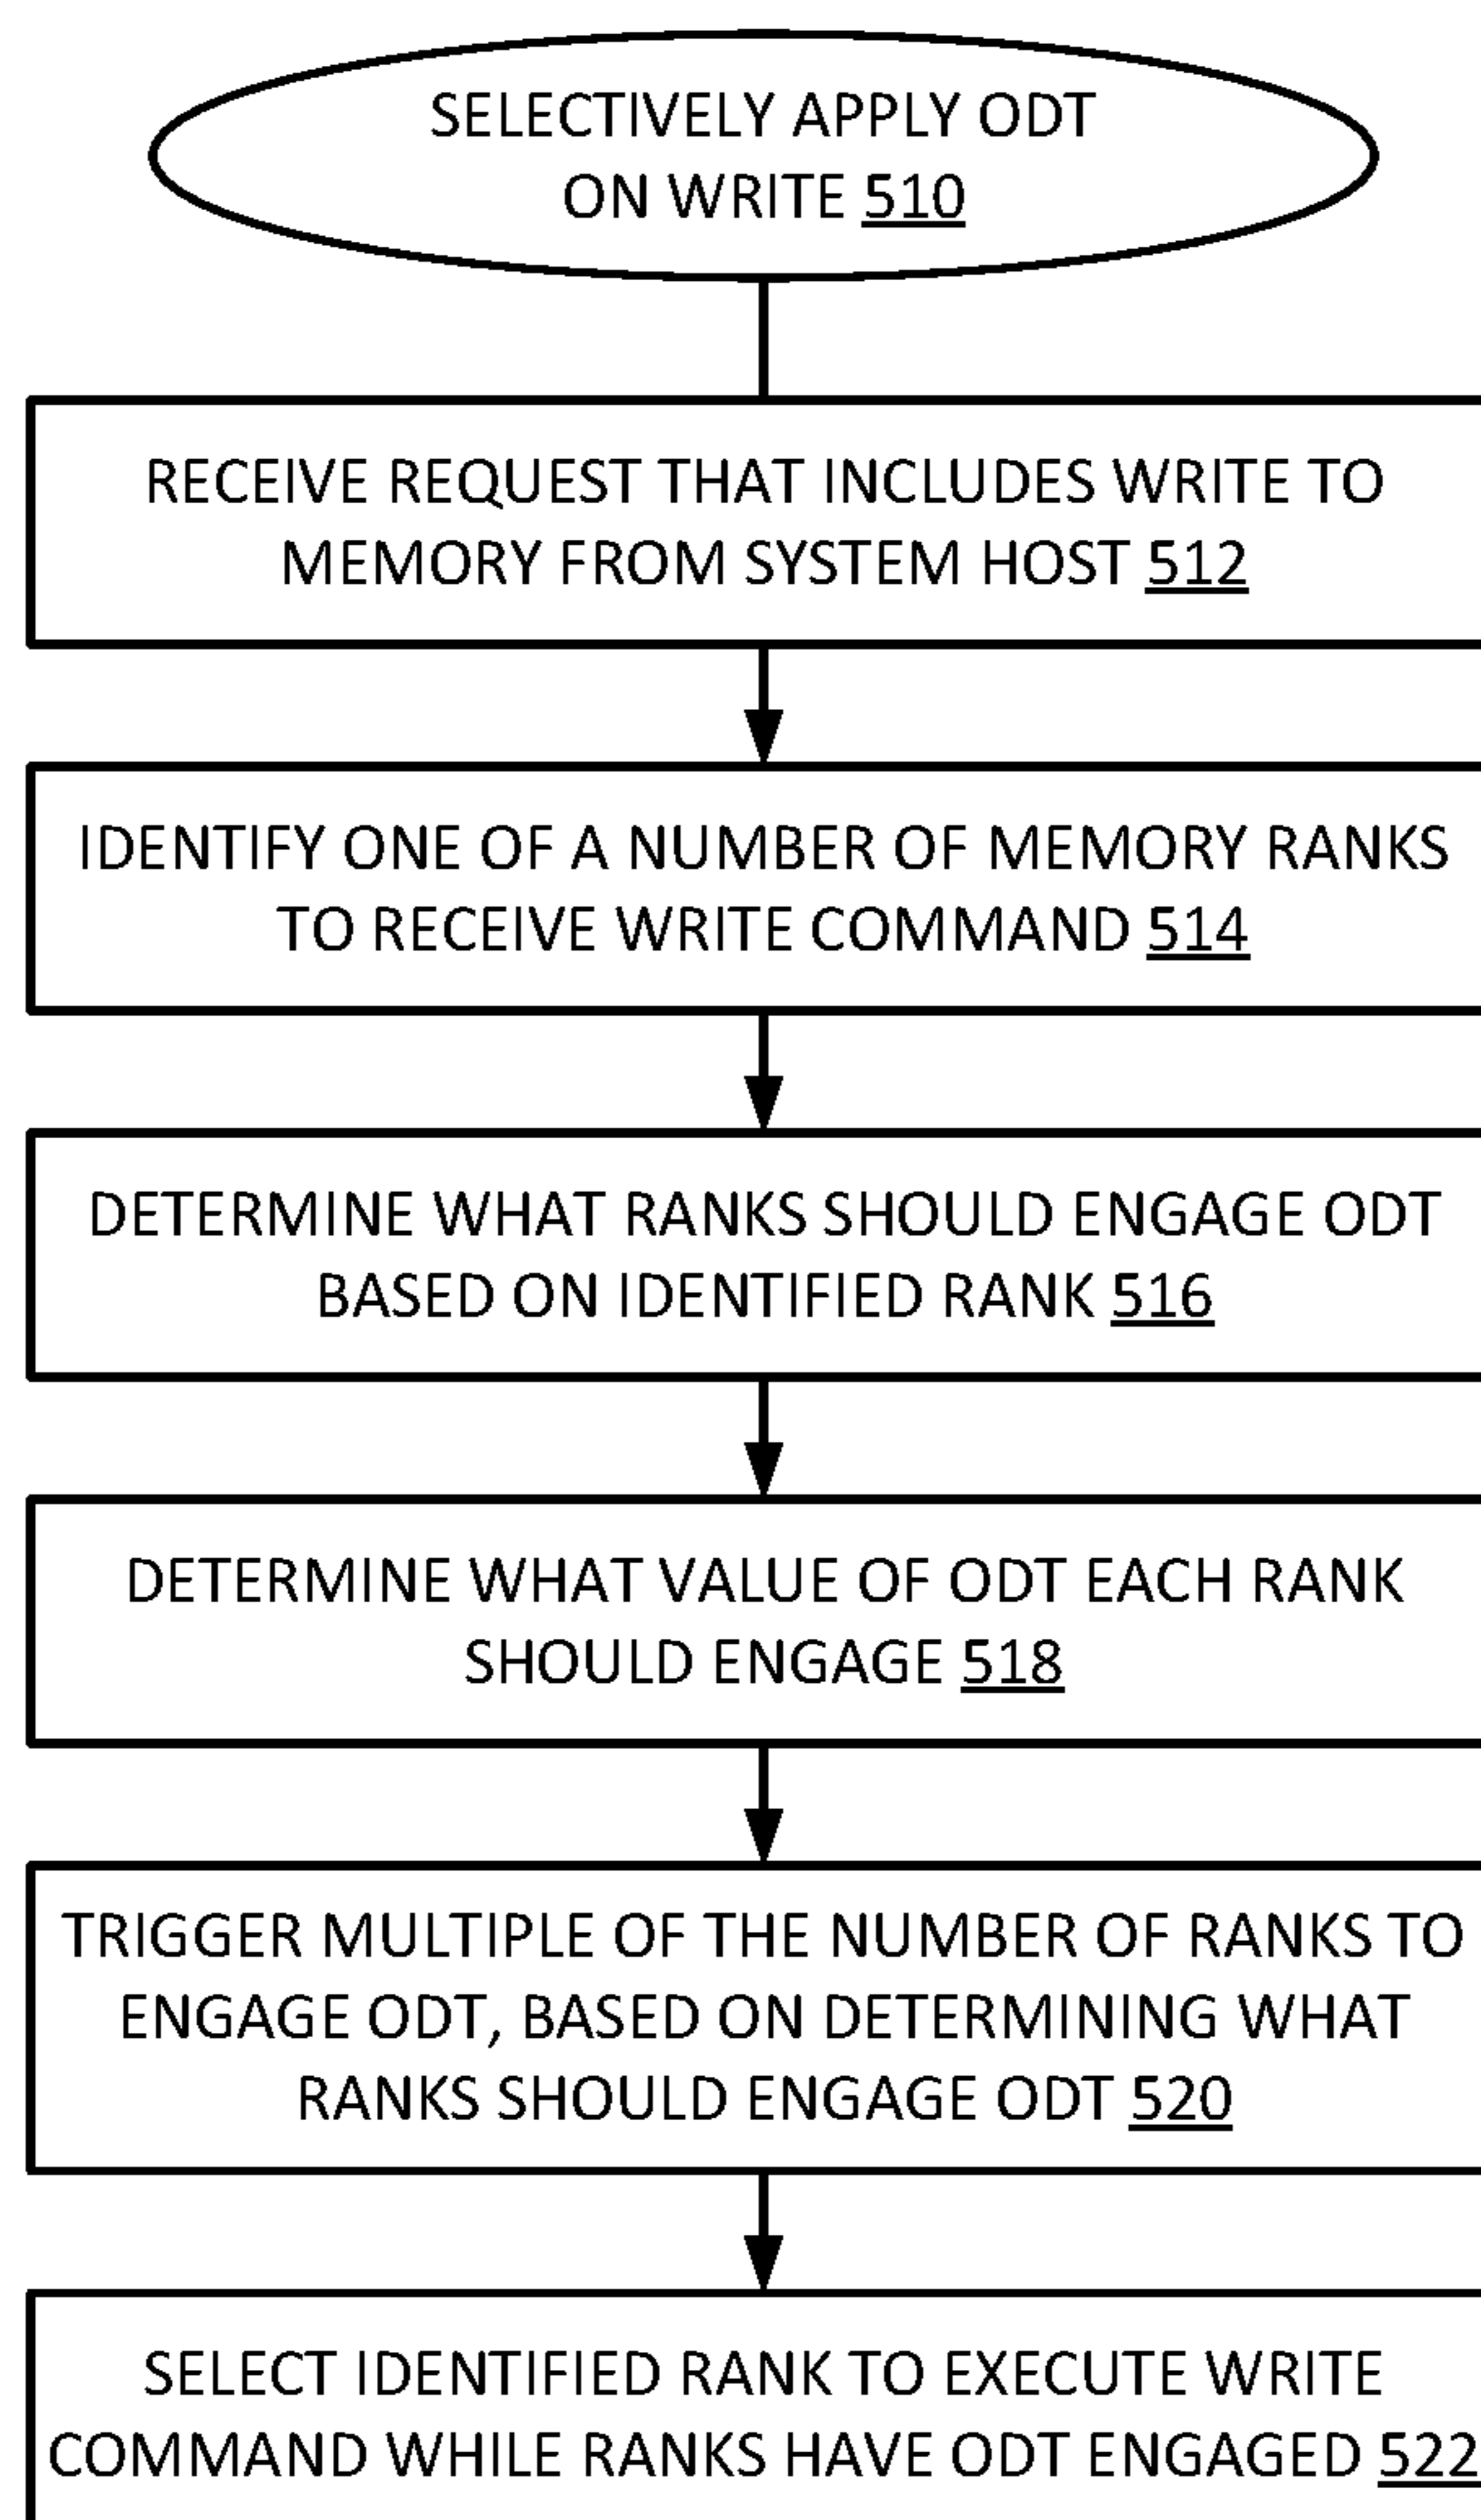 SELECTIVELY APPLY ODT
ON WRITE 510
RECEIVE REQUEST THAT INCLUDES WRITE TO
MEMORY FROM SYSTEM HOST 512
IDENTIFY ONE OF A NUMBER OF MEMORY RANKS
TO RECEIVE WRITE COMMAND 514
DETERMINE WHAT RANKS SHOULD ENGAGE ODT
BASED ON IDENTIFIED RANK 516
DETERMINE WHAT VALUE OF ODT EACH RANK
SHOULD ENGAGE 518
TRIGGER MULTIPLE OF THE NUMBER OF RANKS TO
ENGAGE ODT, BASED ON DETERMINING WHAT
RANKS SHOULD ENGAGE ODT 520
SELECT IDENTIFIED RANK TO EXECUTE WRITE
COMMAND WHILE RANKS HAVE ODT ENGAGED 522